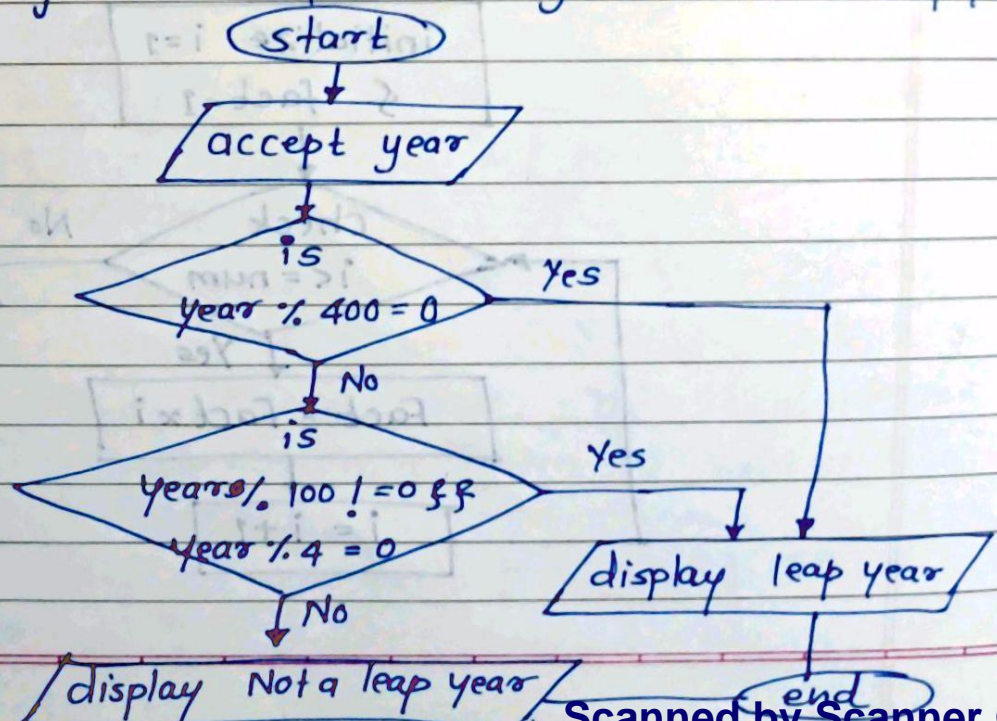 start
accept year
is
year % 400 = 0
Yes
No
is
Yes
year % 100 ! = 0 &&
year % 4 = 0
display leap year
No
display Not a leap year
end
Scanned by Scanner